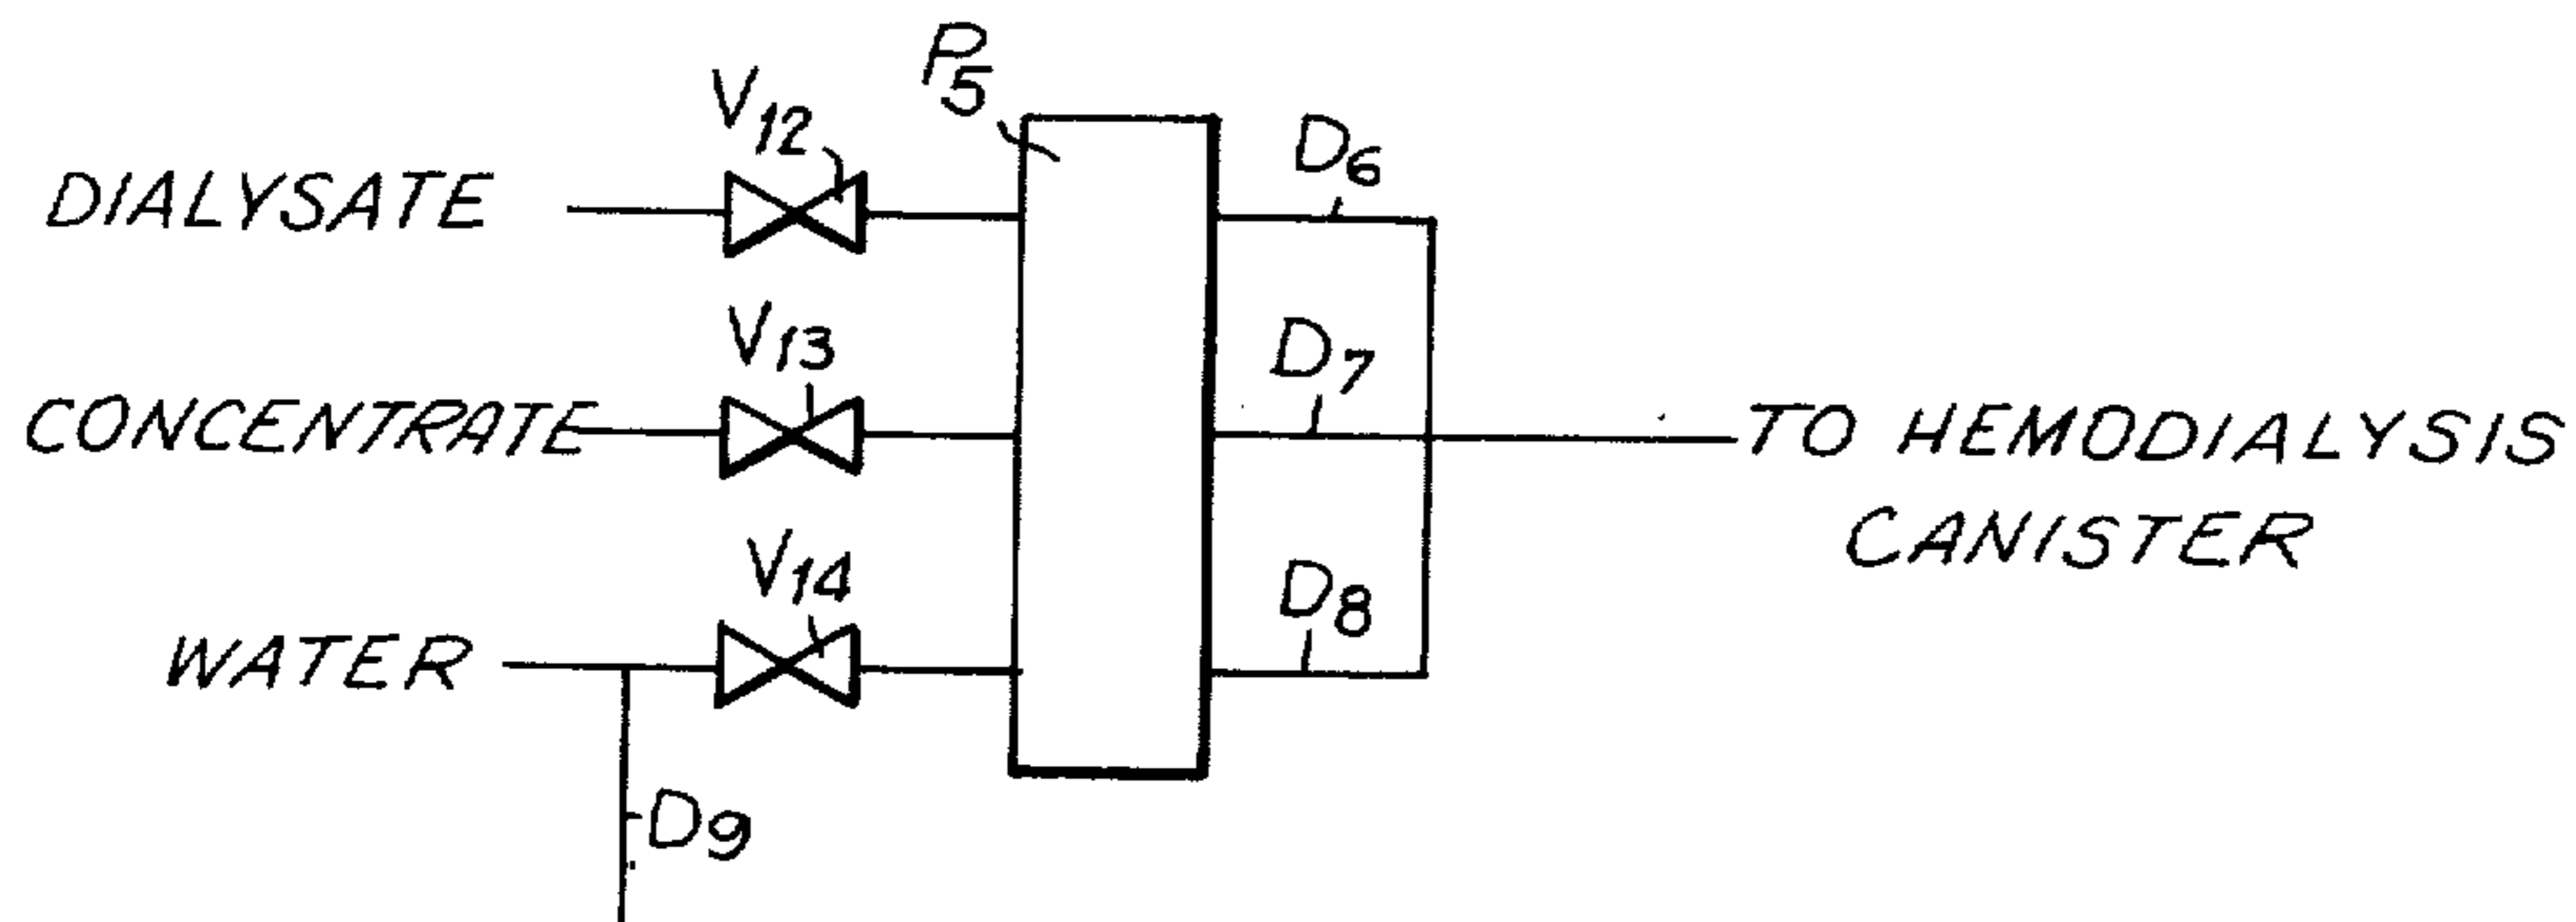 P5
V12
D6
DIALYSATE
V13
D7
CONCENTRATE
TO HEMODIALYSIS
CANISTER
V14
D8
WATER
D9